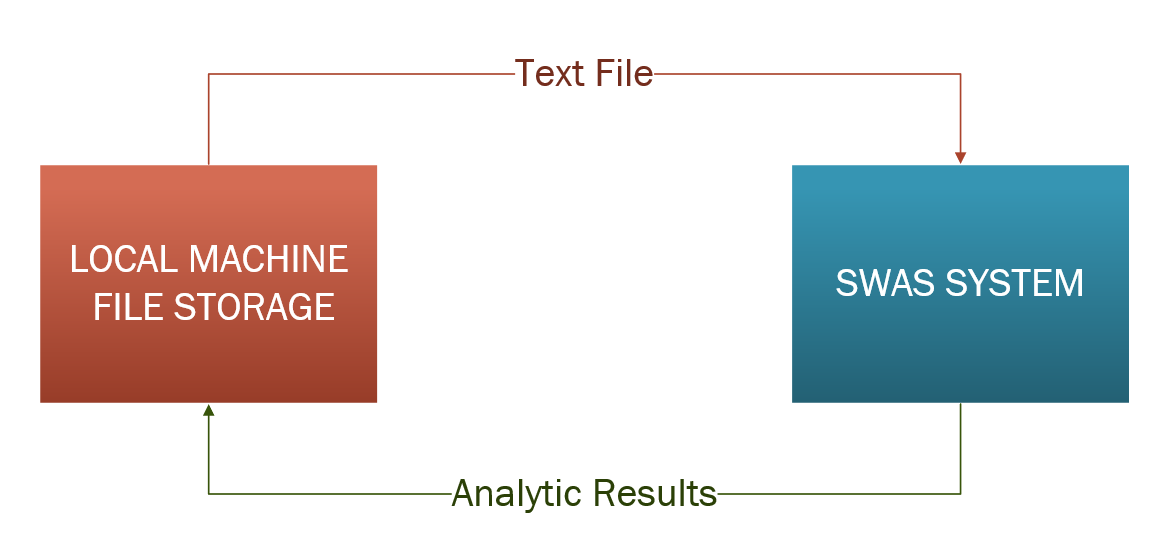 Text File
LOCAL MACHINE
FILE STORAGE
SWAS SYSTEM
Analytic Results